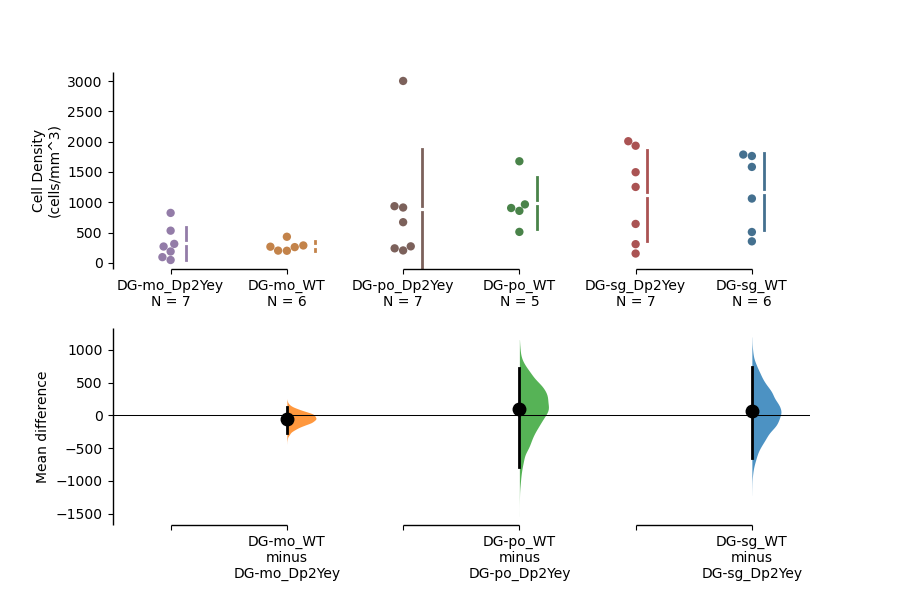 Cell Density
(cells/mm^3)
3000
2500
2000
1500
1000
500
0
DG-mo_Dp2Yey
N = 7
DG-mo_WT
N = 6
DG-po_Dp2Yey
N = 7
DG-po_WT
N = 5
DG-sg_Dp2Yey
N = 7
DG-sg_WT
N = 6
Mean difference
1000
500
0
−500
−1000
−1500
DG-mo_WT
minus
DG-mo_Dp2Yey
DG-po_WT
minus
DG-po_Dp2Yey
DG-sg_WT
minus
DG-sg_Dp2Yey